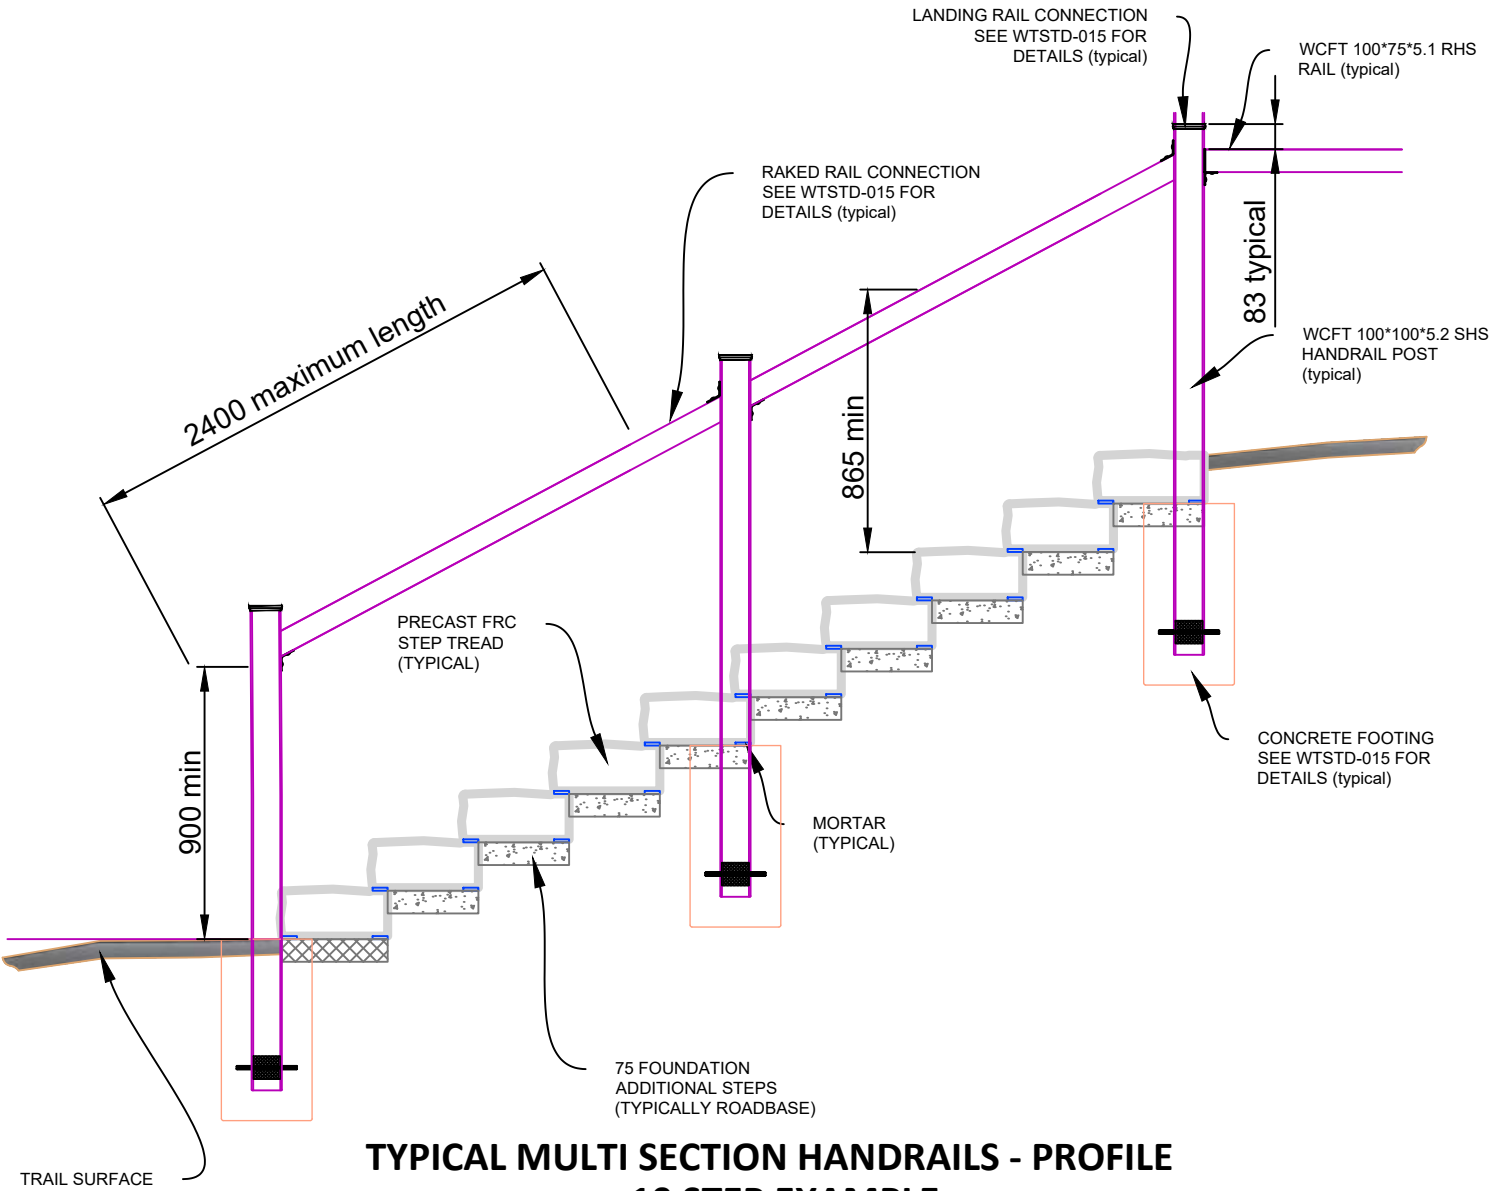 LANDING RAIL CONNECTION
SEE WTSTD-015 FOR
DETAILS (typical)
WCFT 100*75*5.1 RHS
RAIL (typical)
RAKED RAIL CONNECTION
SEE WTSTD-015 FOR
DETAILS (typical)
83 typical
2400 maximum length
WCFT 100*100*5.2 SHS
HANDRAIL POST
(typical)
865 min
PRECAST FRC
STEP TREAD
(TYPICAL)
900 min
CONCRETE FOOTING
SEE WTSTD-015 FOR
DETAILS (typical)
MORTAR
(TYPICAL)
75 FOUNDATION
ADDITIONAL STEPS
(TYPICALLY ROADBASE)
TRAIL SURFACE
TYPICAL MULTI SECTION HANDRAILS - PROFILE
10 STEP EXAMPLE